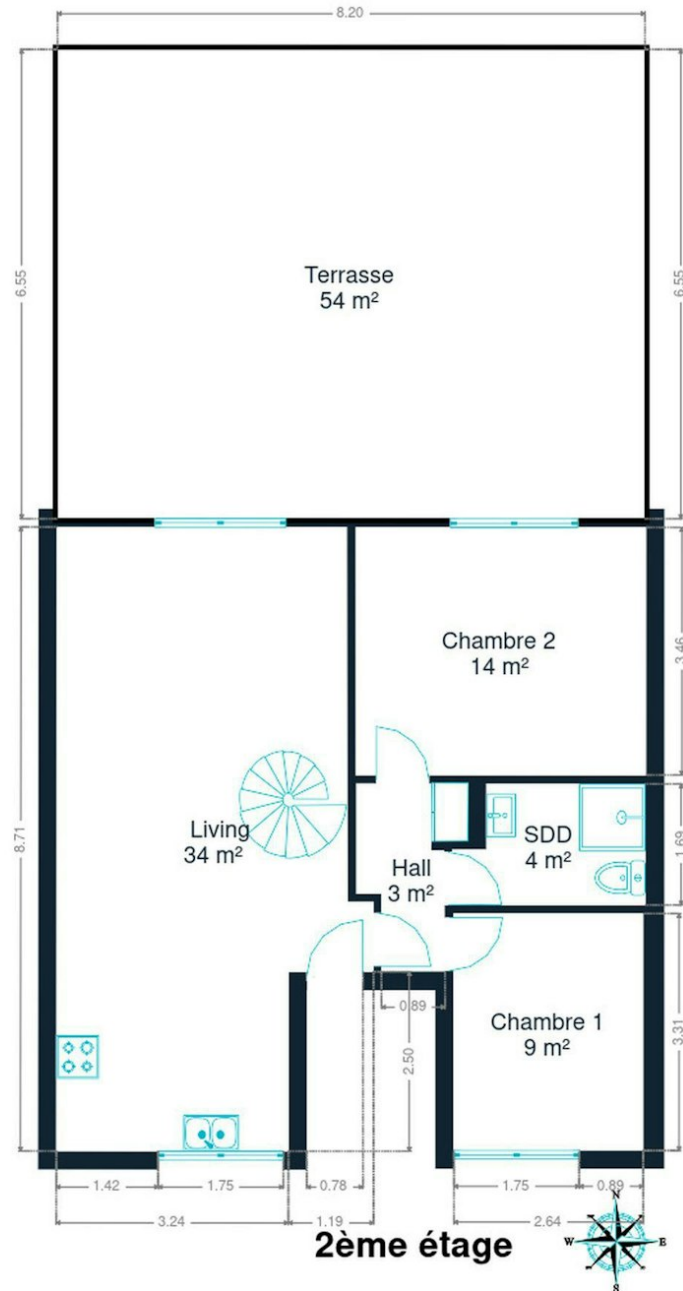 8.20
6.55
6.55
Terrasse
54 m²
Chambre 2
14 m²
3.46
8.71
Living
34 m²
SDD
4 m²
1.69
Hall
3 m²
0.89
2.50
Chambre 1
9 m²
3.31
1.42
1.75
0.78
1.75
0.89
3.24
1.19
2.64
2ème étage
N
W
E
S